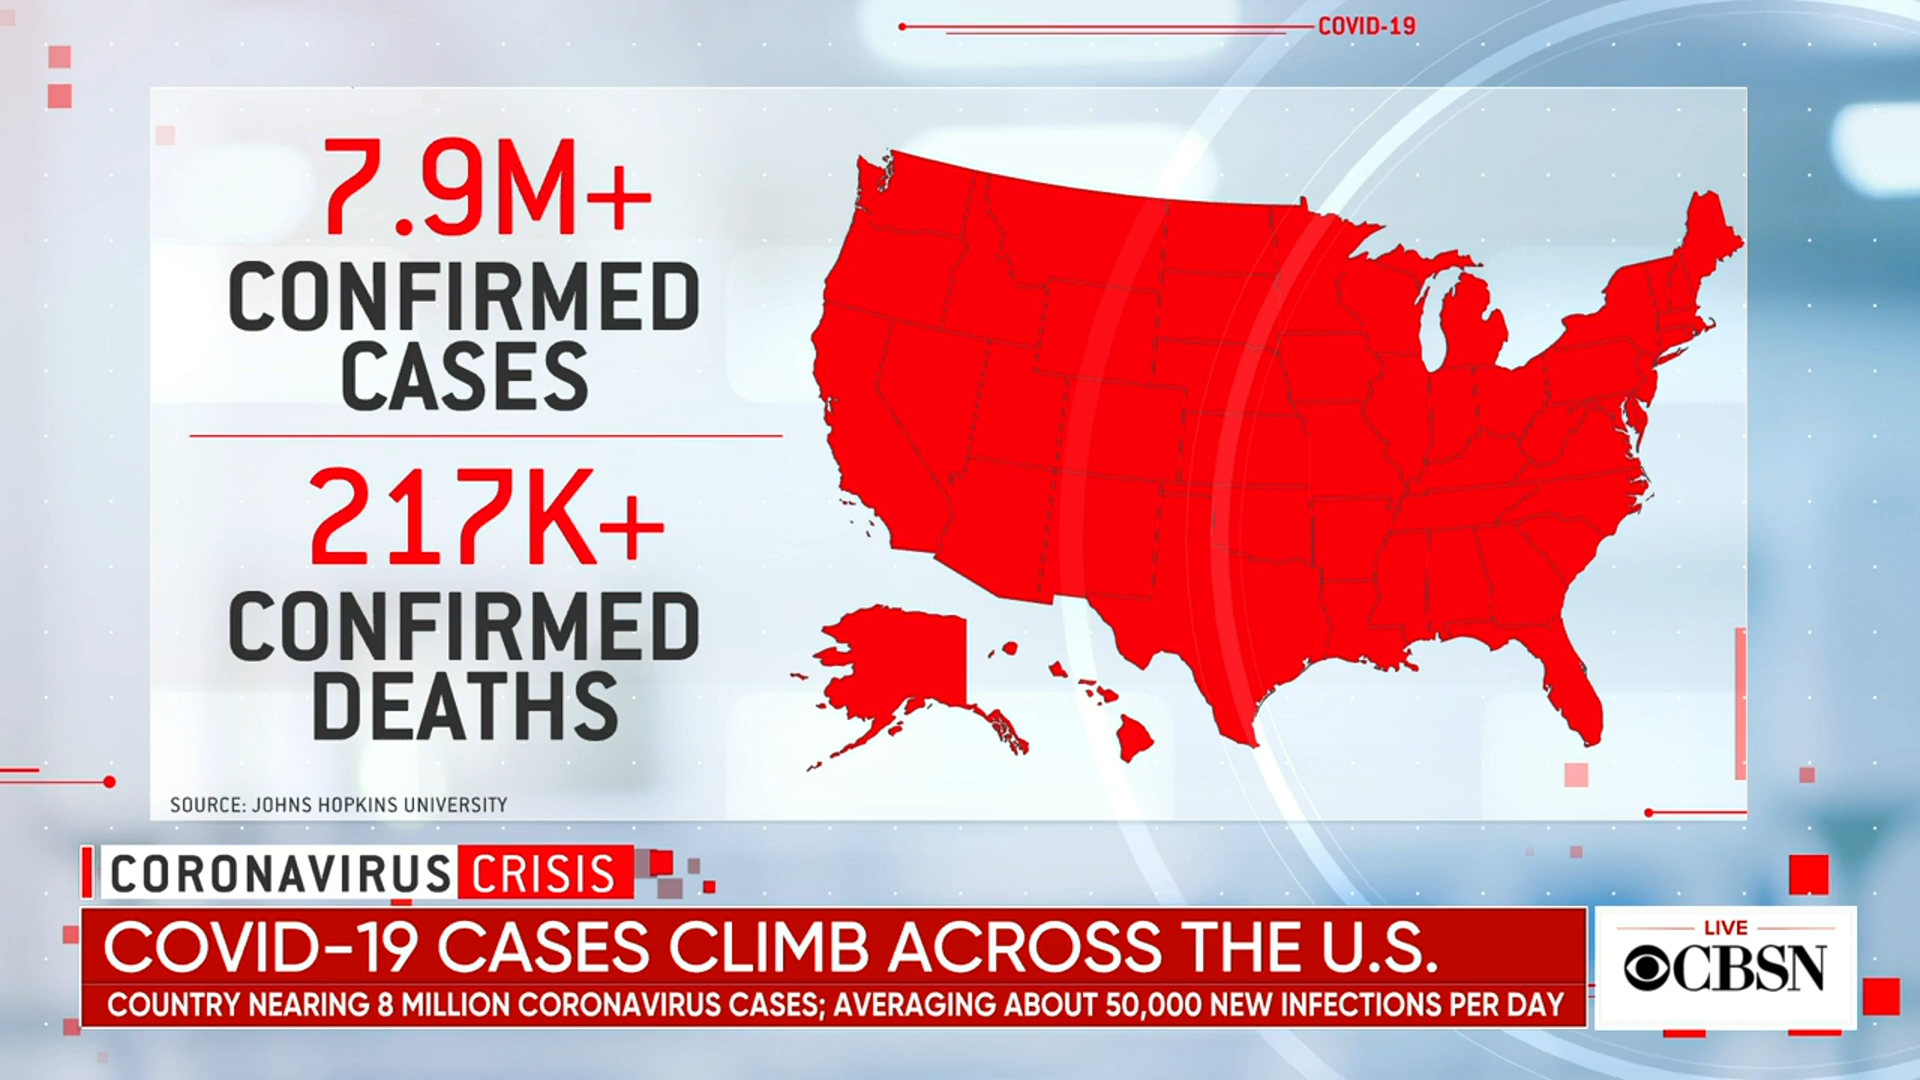 COVID-19
7.9M+
CONFIRMED
CASES
217K+
CONFIRMED
DEATHS
SOURCE: JOHNS HOPKINS UNIVERSITY
CORONAVIRUS CRISIS
COVID-19 CASES CLIMB ACROSS THE U.S.
COUNTRY NEARING 8 MILLION CORONAVIRUS CASES; AVERAGING ABOUT 50,000 NEW INFECTIONS PER DAY
LIVE
CBSN